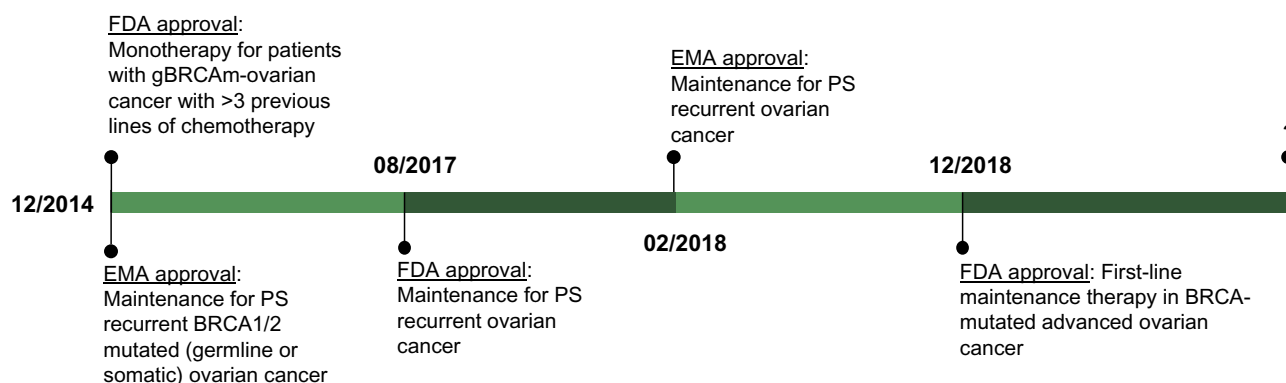 FDA approval:
Monotherapy for patients
with gBRCAm-ovarian
cancer with >3 previous
lines of chemotherapy
EMA approval:
Maintenance for PS
recurrent ovarian
cancer
08/2017
12/2018
12/2014
02/2018
EMA approval:
Maintenance for PS
recurrent BRCA1/2
mutated (germline or
somatic) ovarian cancer
FDA approval:
Maintenance for PS
recurrent ovarian
cancer
FDA approval: First-line
maintenance therapy in BRCA-
mutated advanced ovarian
cancer